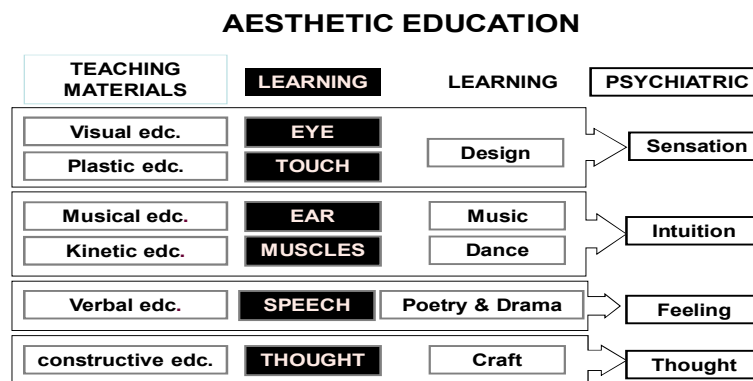 AESTHETIC EDUCATION
TEACHING
MATERIALS
LEARNING
LEARNING
PSYCHIATRIC
Visual edc.
EYE
Design
Sensation
Plastic edc.
TOUCH
Musical edc.
EAR
Music
Intuition
Kinetic edc.
MUSCLES
Dance
Verbal edc.
SPEECH
Poetry & Drama
Feeling
constructive edc.
THOUGHT
Craft
Thought